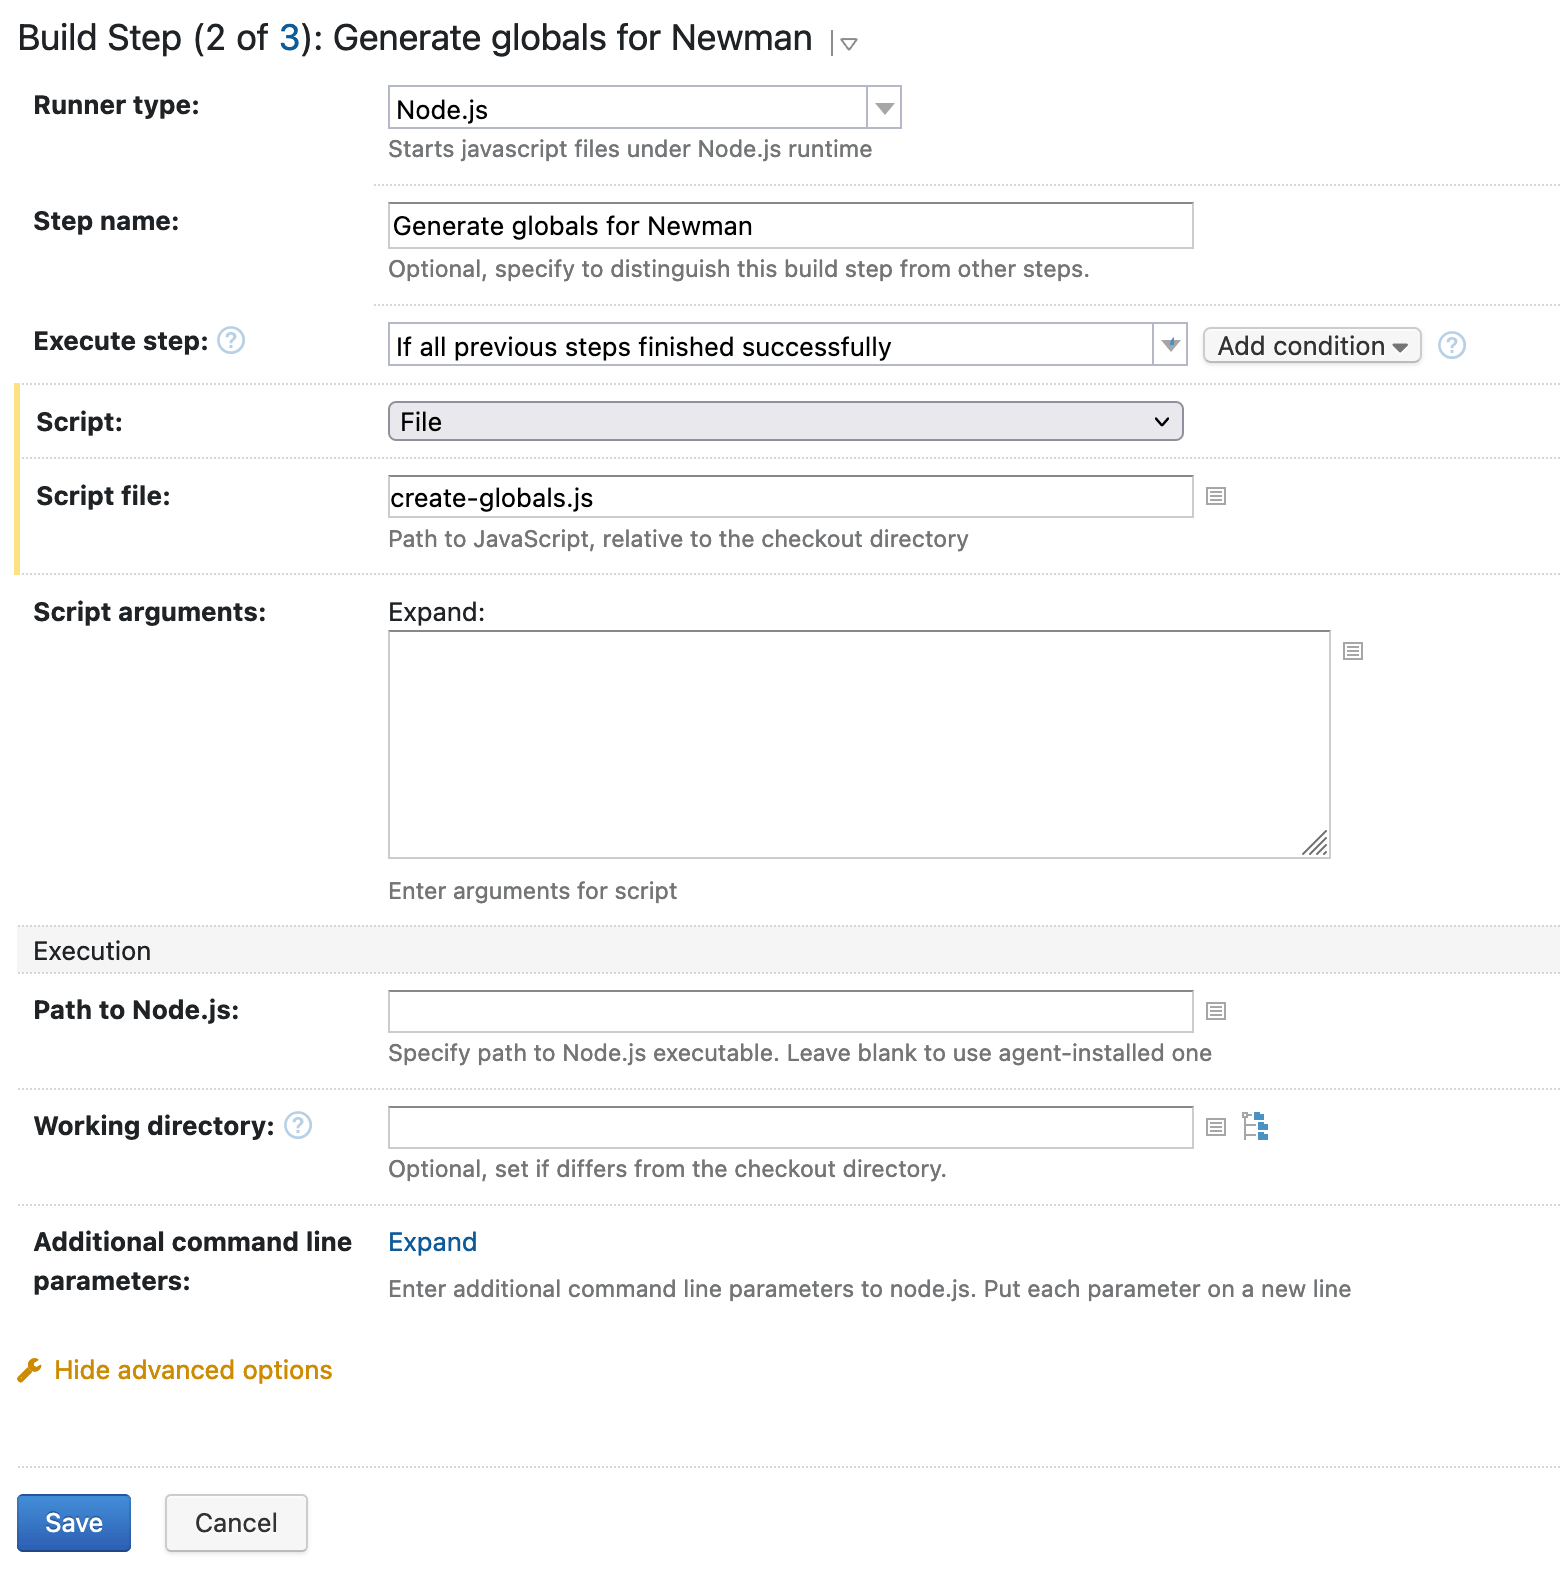 Build Step (2 of 3): Generate globals for Newman
Runner type:
Node.js
Starts javascript files under Node.js runtime
Step name:
Generate globals for Newman
Optional, specify to distinguish this build step from other steps.
Execute step: ?
If all previous steps finished successfully
Add condition
?
Script:
File
Script file:
create-globals.js
Path to JavaScript, relative to the checkout directory
Script arguments:
Expand:
Enter arguments for script
Execution
Path to Node.js:
Specify path to Node.js executable. Leave blank to use agent-installed one
Working directory: ?
Optional, set if differs from the checkout directory.
Additional command line
parameters:
Expand
Enter additional command line parameters to node.js. Put each parameter on a new line
Hide advanced options
Save
Cancel